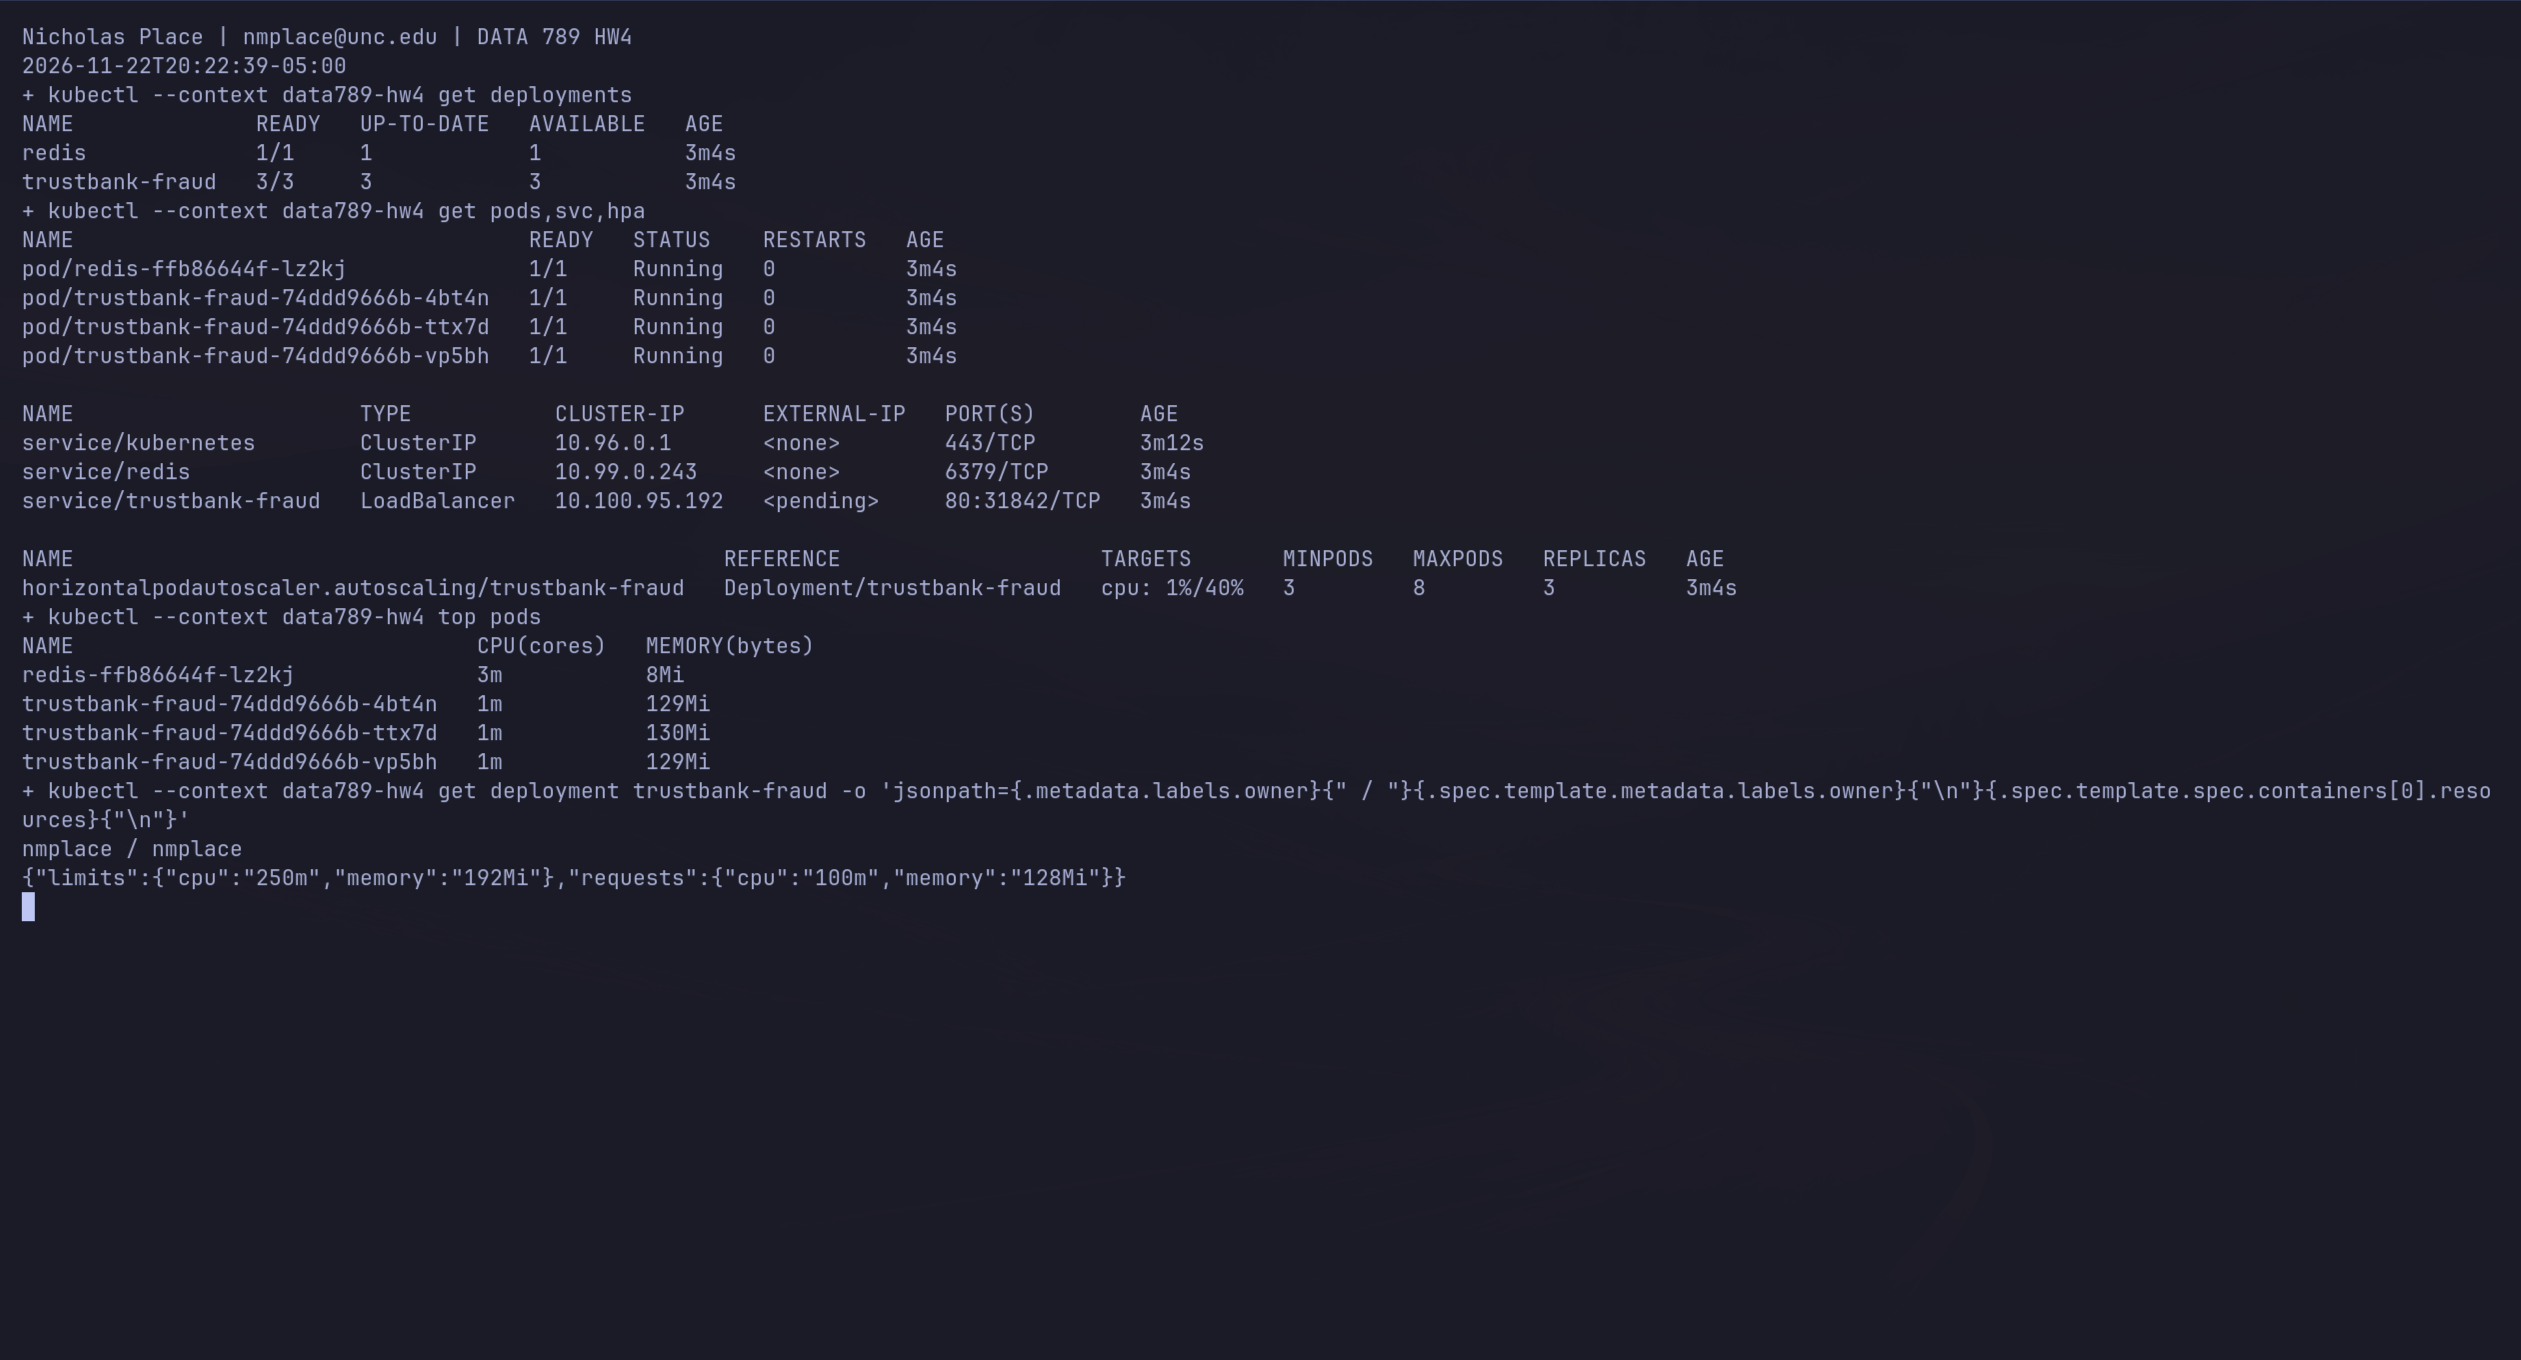 Nicholas Place | nmplace@unc.edu | DATA 789 HW4
2026-11-22T20:22:39-05:00
+ kubectl --context data789-hw4 get deployments
NAME              READY   UP-TO-DATE   AVAILABLE   AGE
redis             1/1     1            1           3m4s
trustbank-fraud   3/3     3            3           3m4s
+ kubectl --context data789-hw4 get pods,svc,hpa
NAME                                   READY   STATUS    RESTARTS   AGE
pod/redis-ffb86644f-lz2kj              1/1     Running   0          3m4s
pod/trustbank-fraud-74ddd9666b-4bt4n   1/1     Running   0          3m4s
pod/trustbank-fraud-74ddd9666b-ttx7d   1/1     Running   0          3m4s
pod/trustbank-fraud-74ddd9666b-vp5bh   1/1     Running   0          3m4s

NAME                      TYPE           CLUSTER-IP      EXTERNAL-IP   PORT(S)        AGE
service/kubernetes        ClusterIP      10.96.0.1       <none>        443/TCP        3m12s
service/redis             ClusterIP      10.99.0.243     <none>        6379/TCP       3m4s
service/trustbank-fraud   LoadBalancer   10.100.95.192   <pending>     80:31842/TCP   3m4s

NAME                                                  REFERENCE                    TARGETS       MINPODS   MAXPODS   REPLICAS   AGE
horizontalpodautoscaler.autoscaling/trustbank-fraud   Deployment/trustbank-fraud   cpu: 1%/40%   3         8         3          3m4s
+ kubectl --context data789-hw4 top pods
NAME                               CPU(cores)   MEMORY(bytes)
redis-ffb86644f-lz2kj              3m           8Mi
trustbank-fraud-74ddd9666b-4bt4n   1m           129Mi
trustbank-fraud-74ddd9666b-ttx7d   1m           130Mi
trustbank-fraud-74ddd9666b-vp5bh   1m           129Mi
+ kubectl --context data789-hw4 get deployment trustbank-fraud -o 'jsonpath={.metadata.labels.owner}{" / "}{.spec.template.metadata.labels.owner}{"\n"}{.spec.template.spec.containers[0].reso
urces}{"\n"}'
nmplace / nmplace
{"limits":{"cpu":"250m","memory":"192Mi"},"requests":{"cpu":"100m","memory":"128Mi"}}